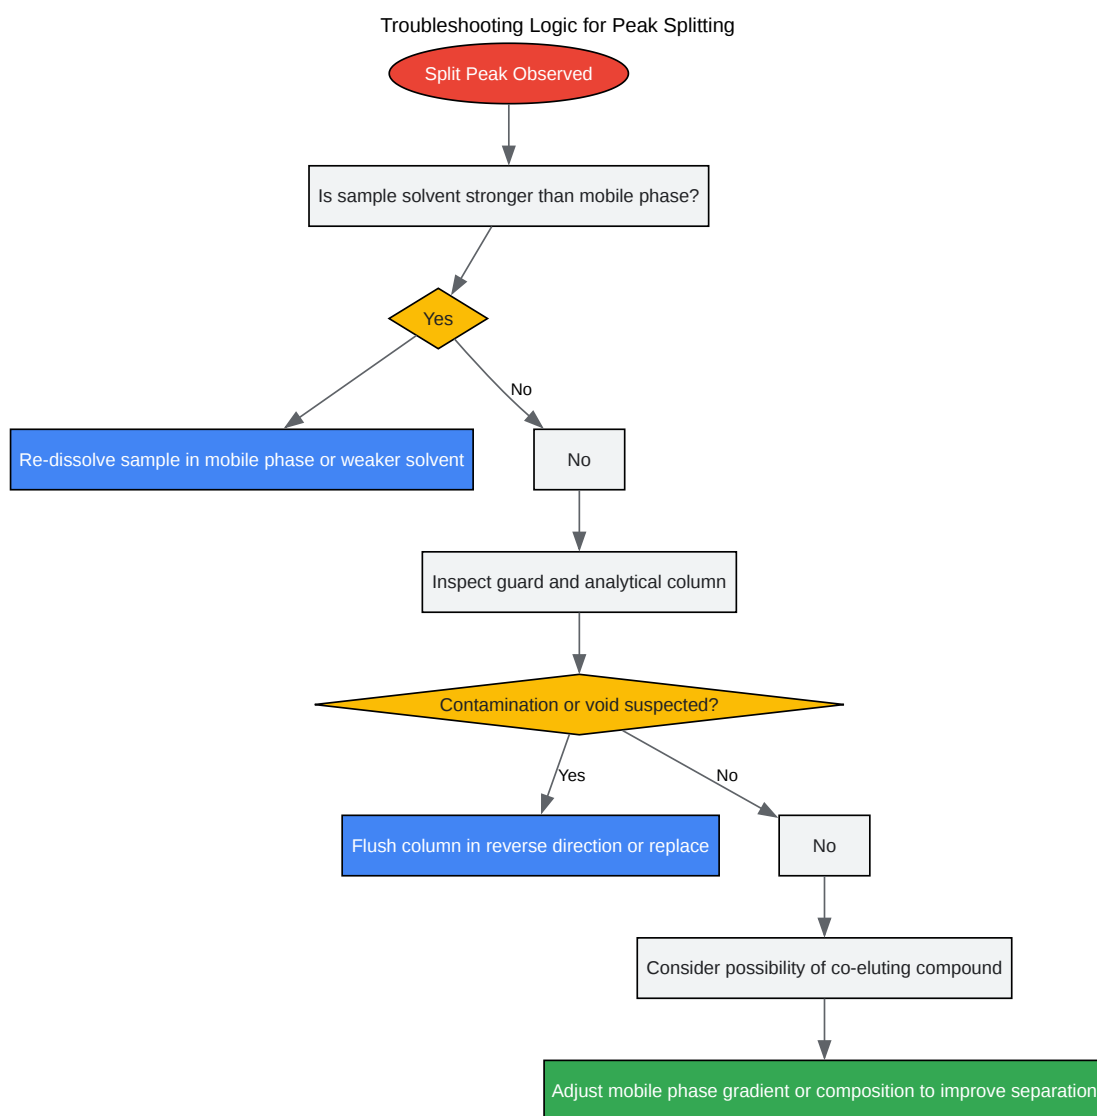 Troubleshooting Logic for Peak Splitting
Split Peak Observed
Is sample solvent stronger than mobile phase?
Yes
No
Re-dissolve sample in mobile phase or weaker solvent
No
Inspect guard and analytical column
Contamination or void suspected?
Yes
No
Flush column in reverse direction or replace
No
Consider possibility of co-eluting compound
Adjust mobile phase gradient or composition to improve separation